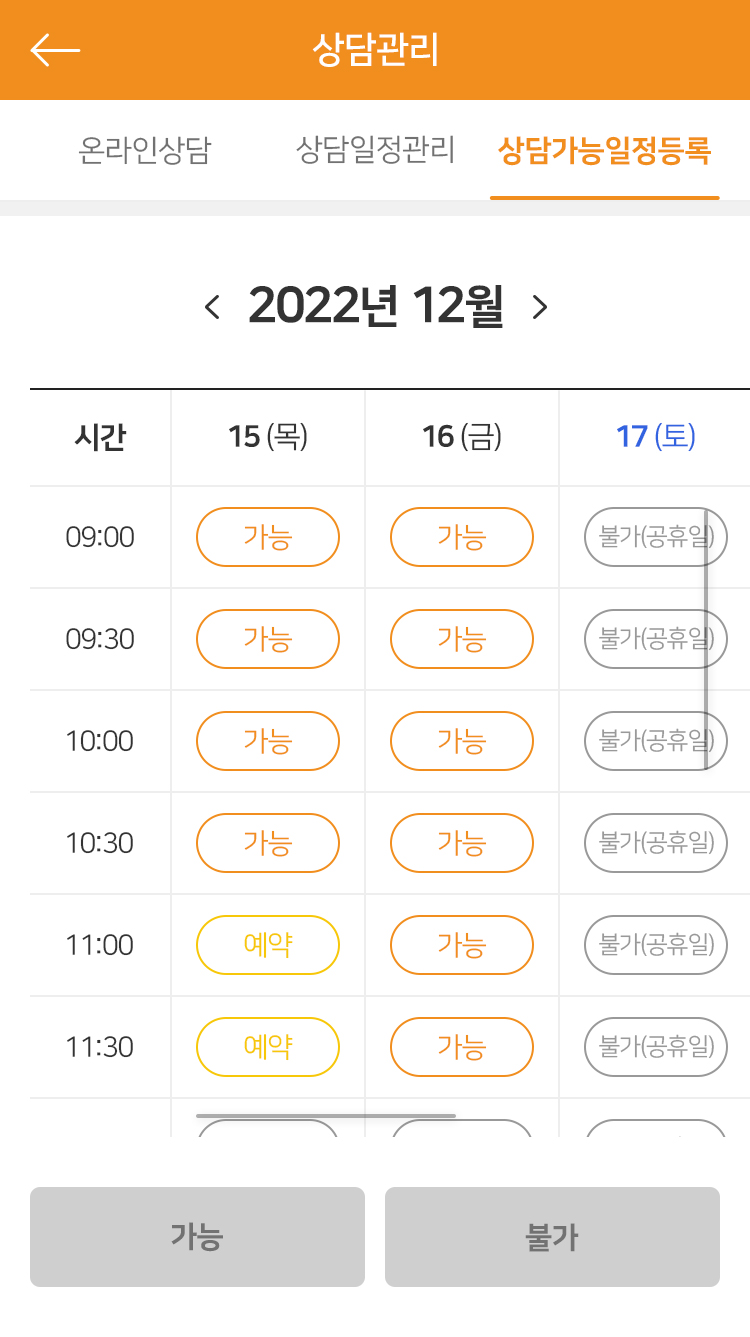 상담관리
온라인상담 상담일정관리 상담가능일정등록
2022년 12월
시간 15 (목) 16 (금) 17 (토)
09:00 가능 가능 불가(공휴일)
09:30 가능 가능 불가(공휴일)
10:00 가능 가능 불가(공휴일)
10:30 가능 가능 불가(공휴일)
11:00 예약 가능 불가(공휴일)
11:30 예약 가능 불가(공휴일)
가능 불가